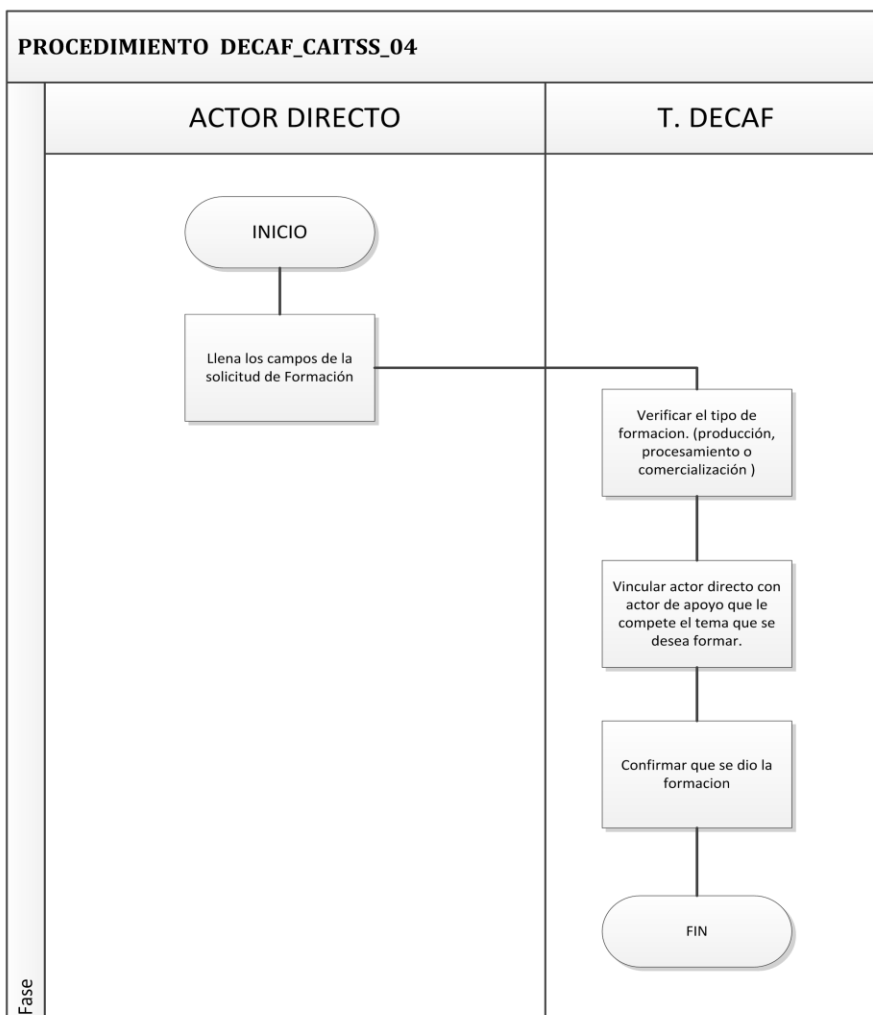 PROCEDIMIENTO DECAF_CAITSS_04
ACTOR DIRECTO
T. DECAF
INICIO
Llena los campos de la
solicitud de Formación
Verificar el tipo de
formacion. (producción,
procesamiento o
comercialización )
Vincular actor directo con
actor de apoyo que le
compete el tema que se
desea formar.
Confirmar que se dio la
formacion
FIN
Fase